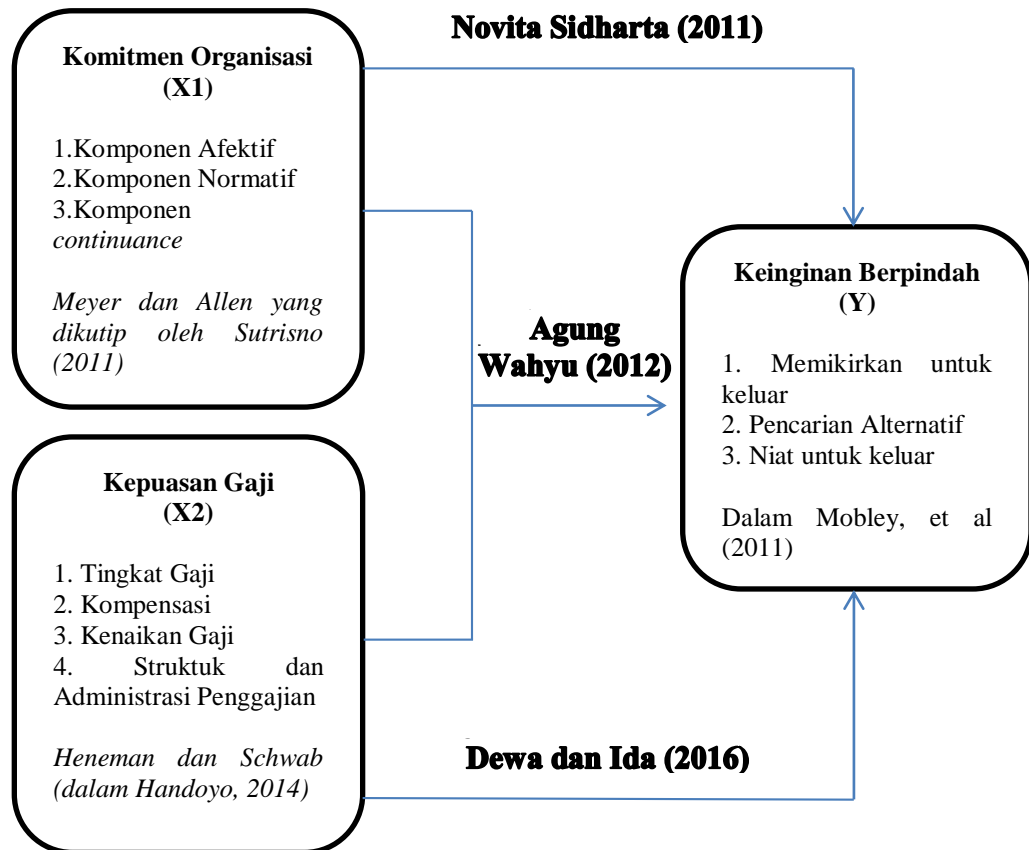 Novita Sidharta (2011)
Komitmen Organisasi
(X1)
1.Komponen Afektif
2.Komponen Normatif
3.Komponen
continuance
Meyer dan Allen yang
dikutip oleh Sutrisno
(2011)
Agung
Wahyu (2012)
Keinginan Berpindah
(Y)
1. Memikirkan untuk
keluar
2. Pencarian Alternatif
3. Niat untuk keluar
Dalam Mobley, et al
(2011)
Kepuasan Gaji
(X2)
1. Tingkat Gaji
2. Kompensasi
3. Kenaikan Gaji
4. Struktuk dan
Administrasi Penggajian
Heneman dan Schwab
(dalam Handoyo, 2014)
Dewa dan Ida (2016)